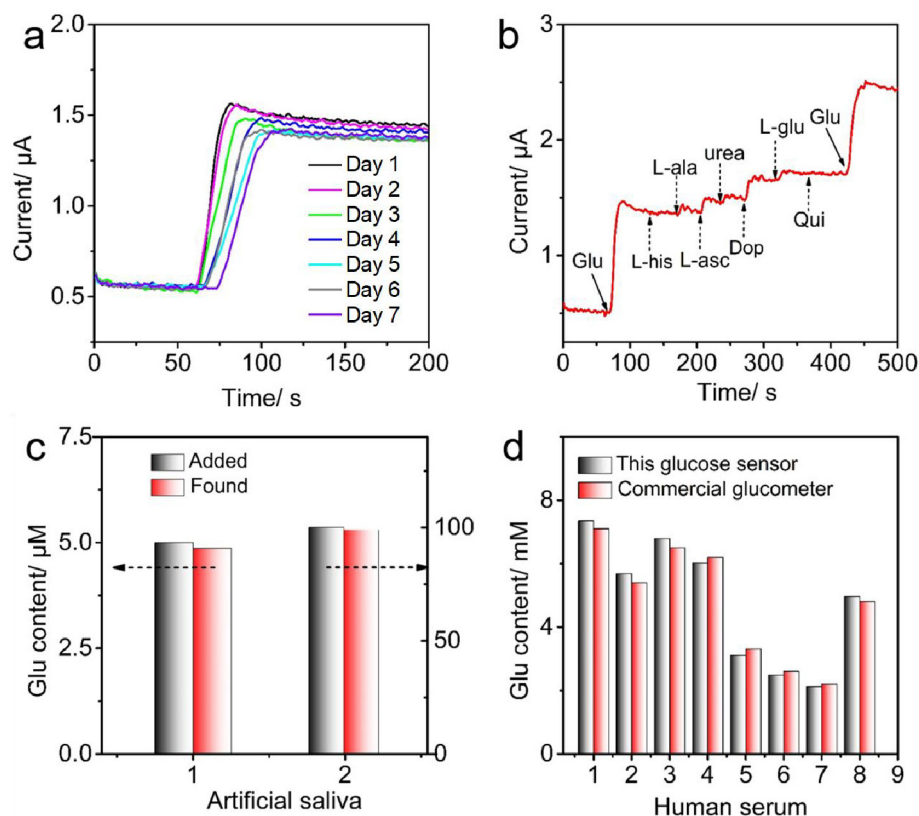 a
2.0
1.5
1.0
0.5
Current/ µA
0
50
100
150
200
Time/ s
Day 1
Day 2
Day 3
Day 4
Day 5
Day 6
Day 7
b
3
2
1
Current/ µA
0
100
200
300
400
500
Time/ s
Glu
L-his
L-ala
L-asc
urea
Dop
L-glu
Qui
Glu
c
7.5
5.0
2.5
0.0
Glu content/ µM
100
50
0
Added
Found
1
2
Artificial saliva
d
8
4
0
Glu content/ mM
This glucose sensor
Commercial glucometer
1
2
3
4
5
6
7
8
9
Human serum